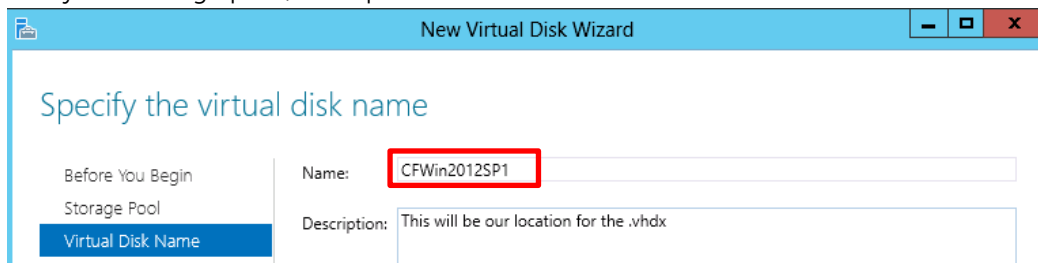 New Virtual Disk Wizard
Specify the virtual disk name
Before You Begin
Storage Pool
Virtual Disk Name
Name: CFWin2012SP1
Description: This will be our location for the .vhdx